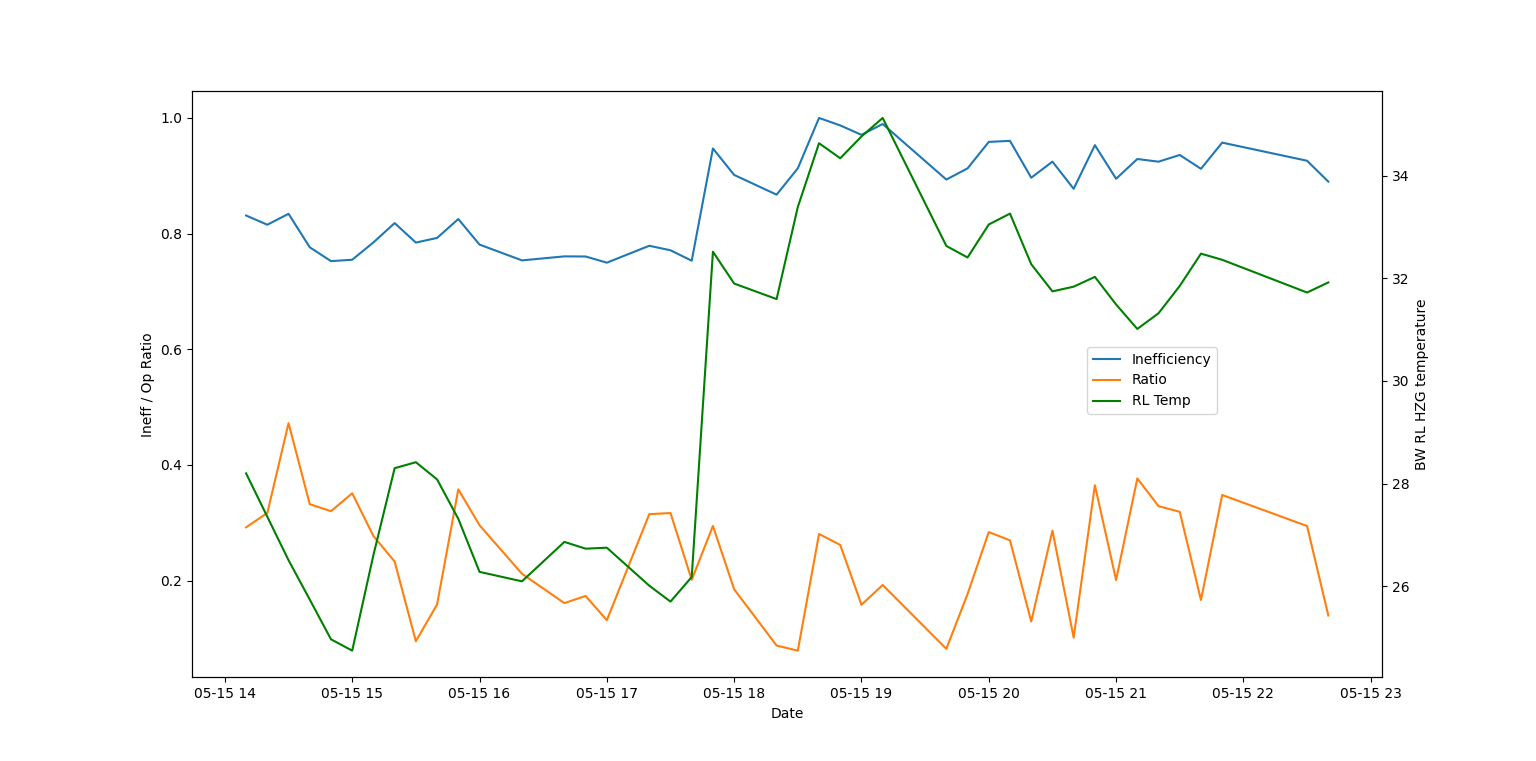 1.0
0.8
0.6
0.4
0.2
Ineff / Op Ratio
34
32
30
28
26
BW RL HZG temperature
Inefficiency
Ratio
RL Temp
05-15 14 05-15 15 05-15 16 05-15 17 05-15 18 05-15 19 05-15 20 05-15 21 05-15 22 05-15 23
Date